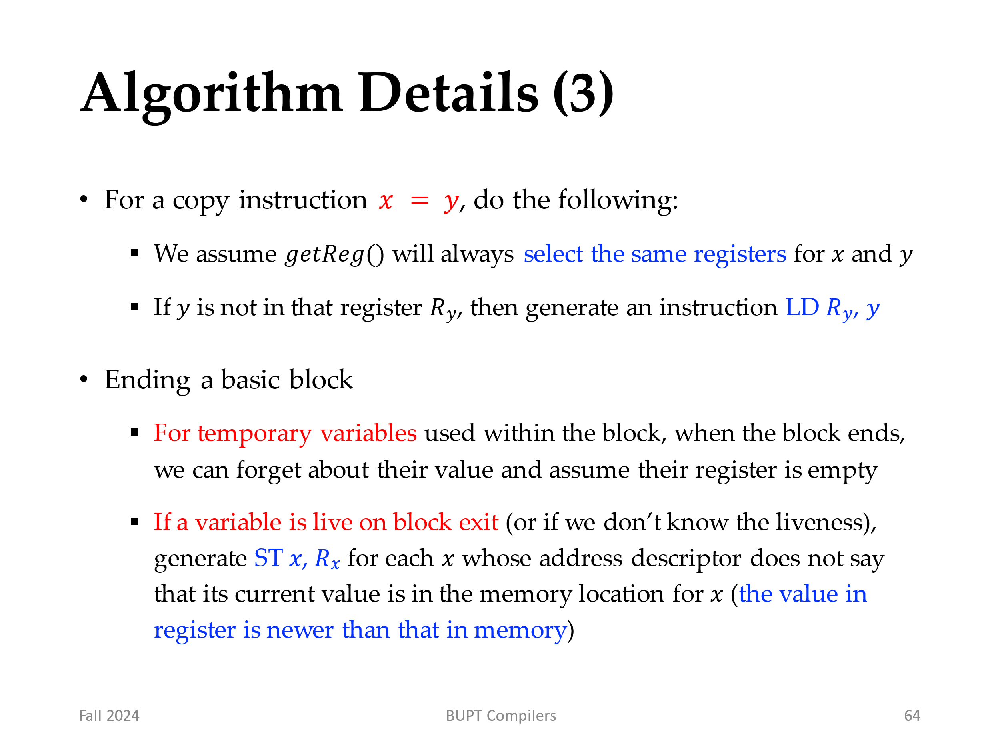 Algorithm Details (3)
• For a copy instruction x = y, do the following:
▪ We assume getReg() will always select the same registers for x and y
▪ If y is not in that register R_y, then generate an instruction LD R_y, y
• Ending a basic block
▪ For temporary variables used within the block, when the block ends,
we can forget about their value and assume their register is empty
▪ If a variable is live on block exit (or if we don’t know the liveness),
generate ST x, R_x for each x whose address descriptor does not say
that its current value is in the memory location for x (the value in
register is newer than that in memory)
Fall 2024
BUPT Compilers
64